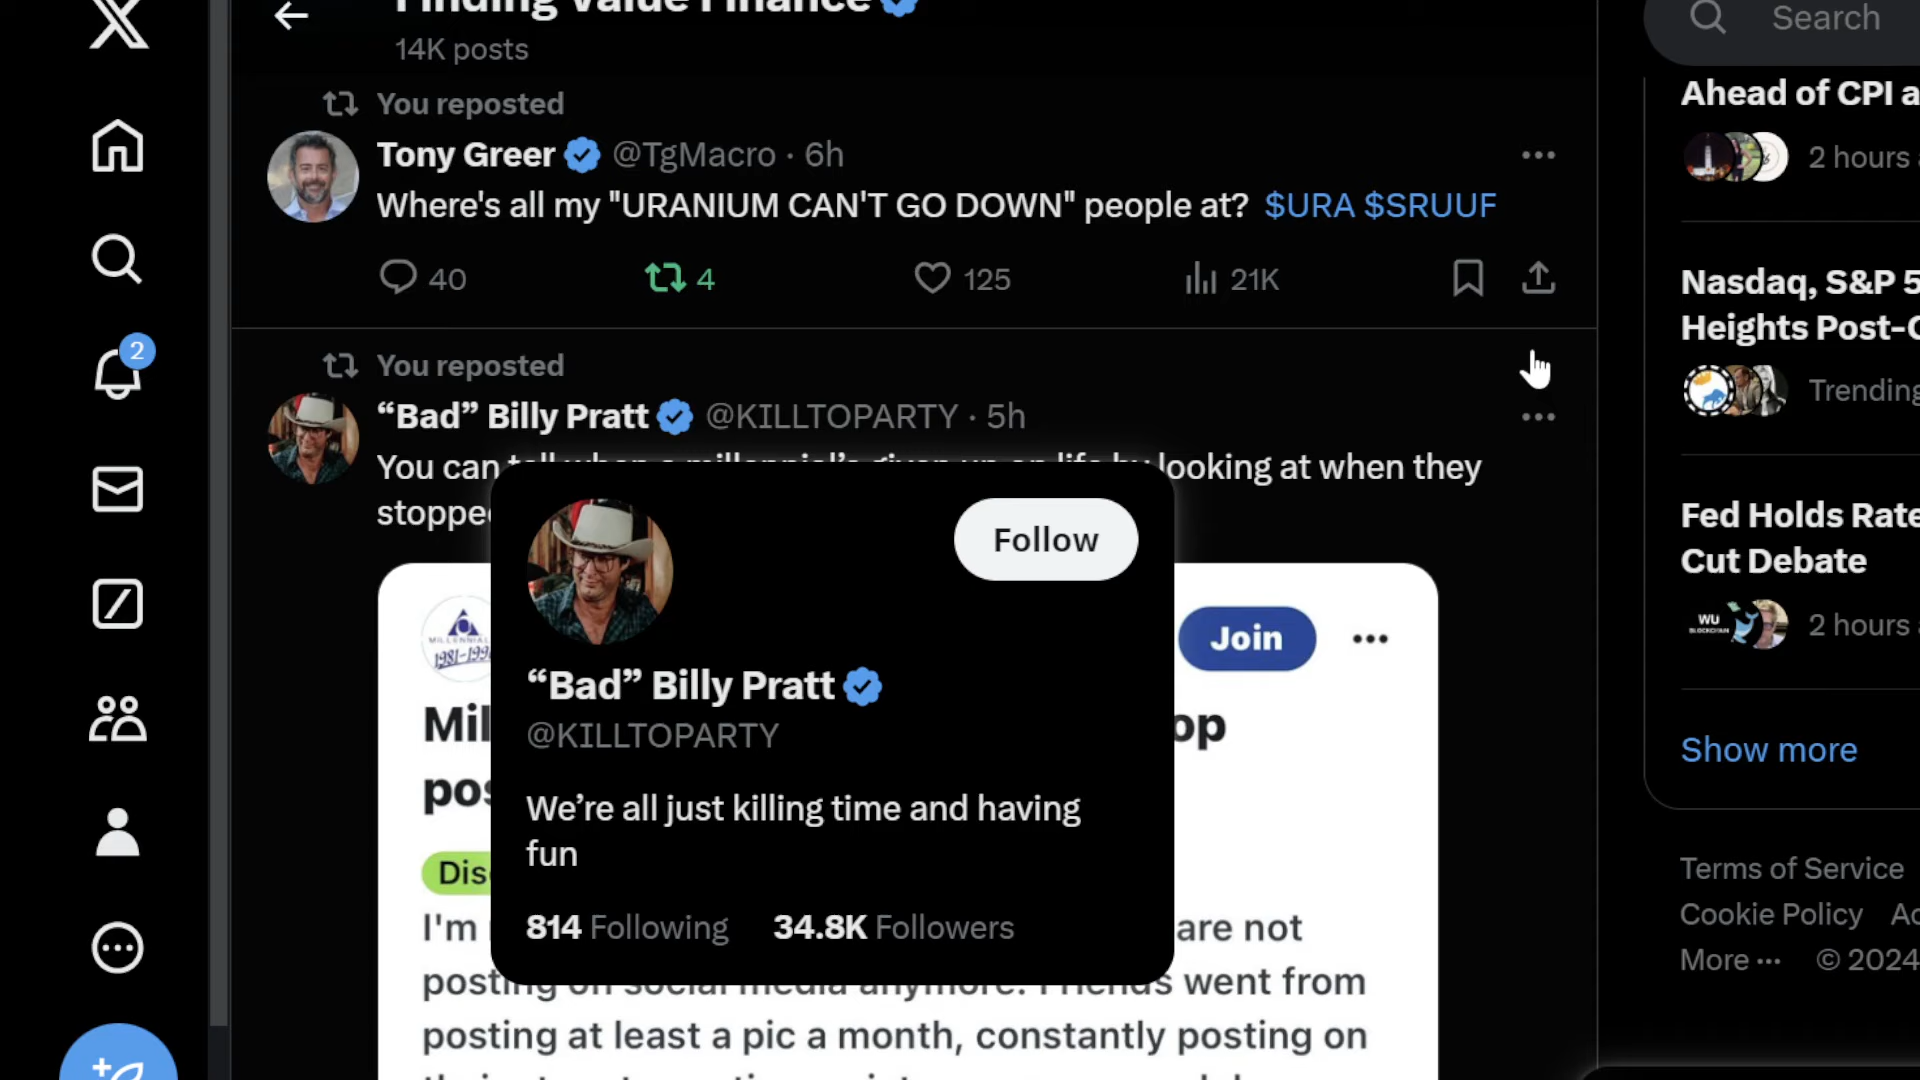 Finding Value Finance
14K posts
You reposted
Tony Greer @TgMacro · 6h
Where's all my "URANIUM CAN'T GO DOWN" people at? $URA $SRUUF
40 4 125 21K
You reposted
“Bad” Billy Pratt @KILLTOPARTY · 5h
You can tell when a millennial’s given up on life by looking at when they
stopped
Follow
“Bad” Billy Pratt
@KILLTOPARTY
We’re all just killing time and having
fun
814 Following 34.8K Followers
MILLENNIAL
Join
Mil
op
pos
Dis
I'm
are not
posting on social media anymore. Friends went from
posting at least a pic a month, constantly posting on
2
Search
Ahead of CPI a
2 hours a
Nasdaq, S&P 5
Heights Post-C
Trending
Fed Holds Rate
Cut Debate
WU
BLOCKCHAIN
2 hours a
Show more
Terms of Service
Cookie Policy Ac
More ··· © 2024